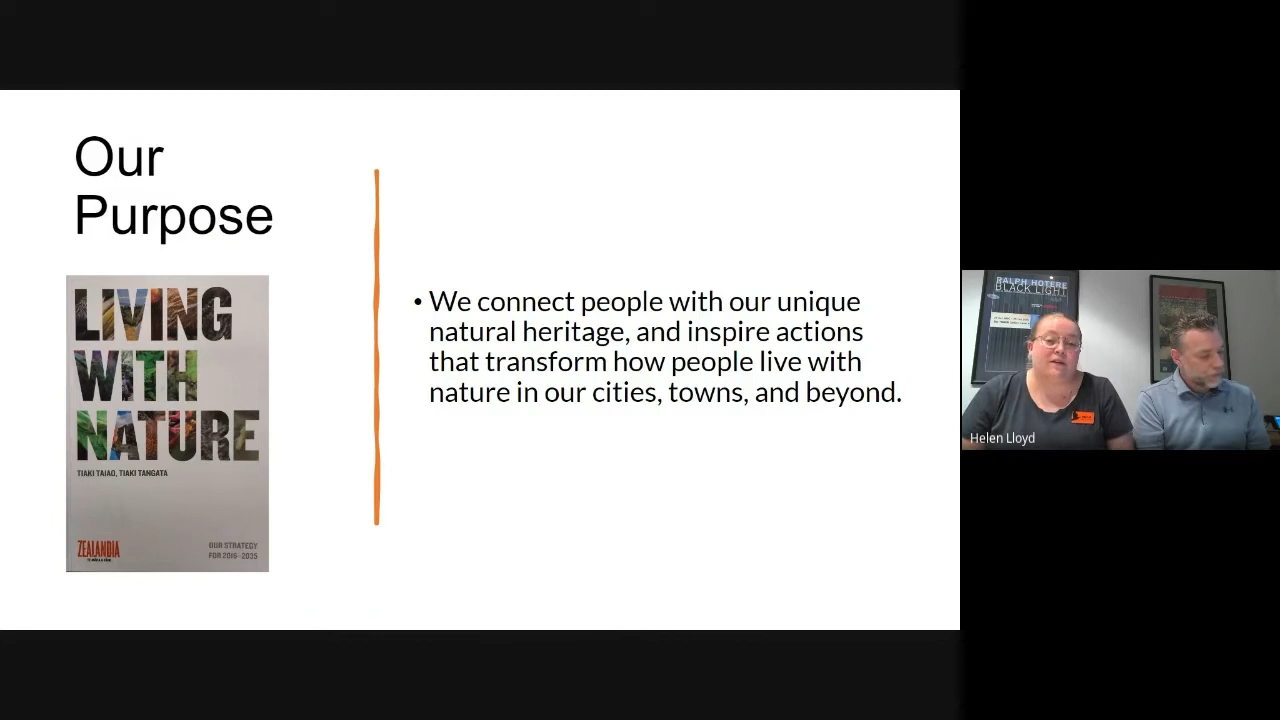 Our
Purpose
LIVING
WITH
NATURE
TIAKI TAIAO, TIAKI TANGATA
ZEALANDIA
OUR STRATEGY
FOR 2016-2035
• We connect people with our unique
natural heritage, and inspire actions
that transform how people live with
nature in our cities, towns, and beyond.
RALPH HOTERE
BLACK LIGHT
Helen Lloyd